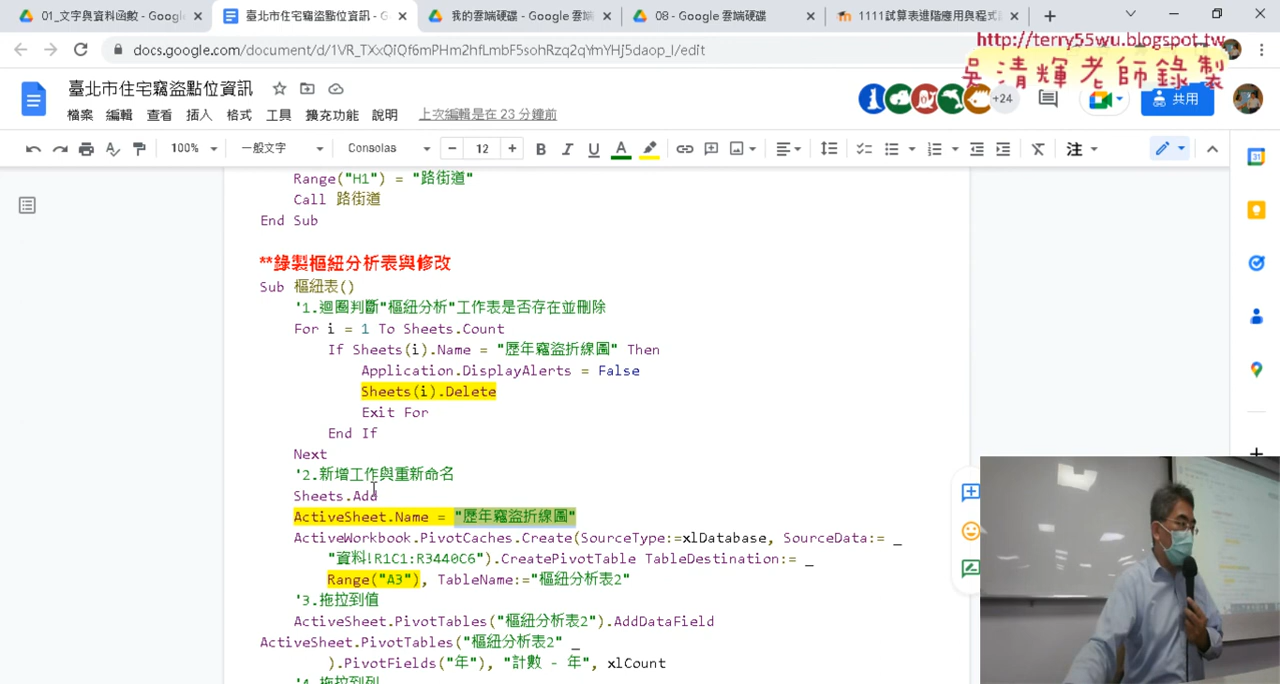 01_文字與資料函數 - Google
臺北市住宅竊盜點位資訊 - G
我的雲端硬碟 - Google 雲端
08 - Google 雲端硬碟
1111試算表進階應用與程式
docs.google.com/document/d/1VR_TXxQiQf6mPHm2hfLmbF5sohRzq2qYmYHj5daop_I/edit
http://terry55wu.blogspot.tw
吳清輝老師錄製
臺北市住宅竊盜點位資訊
檔案 編輯 查看 插入 格式 工具 擴充功能 說明 上次編輯是在 23 分鐘前
+24
共用
100% 一般文字 Consolas 12 B I U A 注
Range("H1") = "路街道"
Call 路街道
End Sub
**錄製樞紐分析表與修改
Sub 樞紐表()
'1.迴圈判斷"樞紐分析"工作表是否存在並刪除
For i = 1 To Sheets.Count
If Sheets(i).Name = "歷年竊盜折線圖" Then
Application.DisplayAlerts = False
Sheets(i).Delete
Exit For
End If
Next
'2.新增工作與重新命名
Sheets.Add
ActiveSheet.Name = "歷年竊盜折線圖"
ActiveWorkbook.PivotCaches.Create(SourceType:=xlDatabase, SourceData:= _
"資料!R1C1:R3440C6").CreatePivotTable TableDestination:= _
Range("A3"), TableName:="樞紐分析表2"
'3.拖拉到值
ActiveSheet.PivotTables("樞紐分析表2").AddDataField
ActiveSheet.PivotTables("樞紐分析表2" _
).PivotFields("年"), "計數 - 年", xlCount
'4.拖拉到列